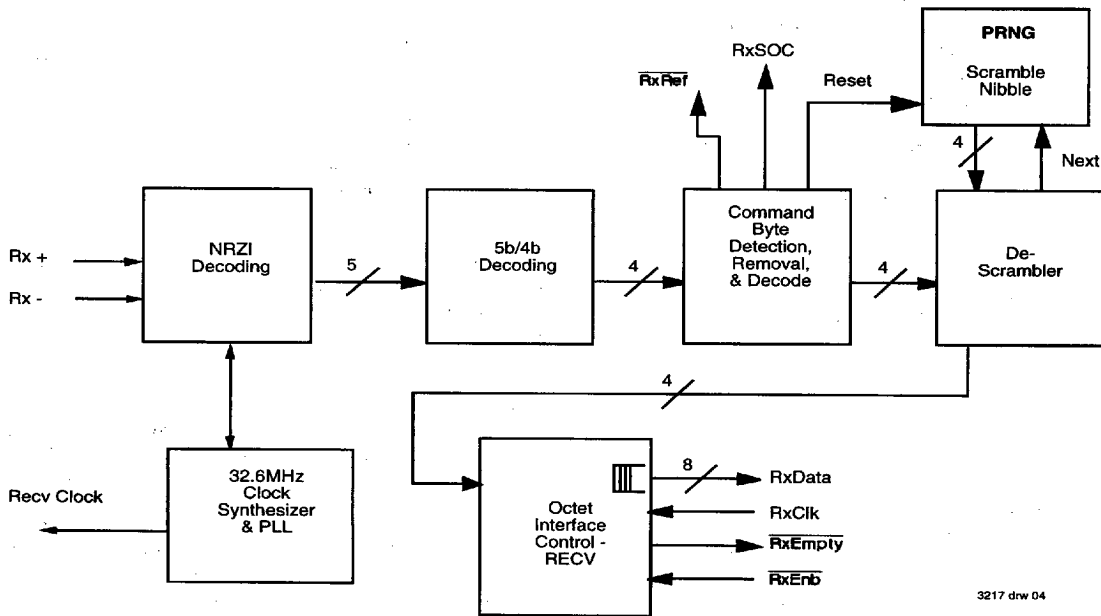 PRNG
Scramble
Nibble
RxSOC
RxRef
Reset
4
Next
Rx +
Rx -
NRZI
Decoding
5
5b/4b
Decoding
4
Command
Byte
Detection,
Removal,
& Decode
4
De-
Scrambler
4
Recv Clock
32.6MHz
Clock
Synthesizer
& PLL
Octet
Interface
Control -
RECV
8
RxData
RxClk
RxEmpty
RxEnb
3217 drw 04